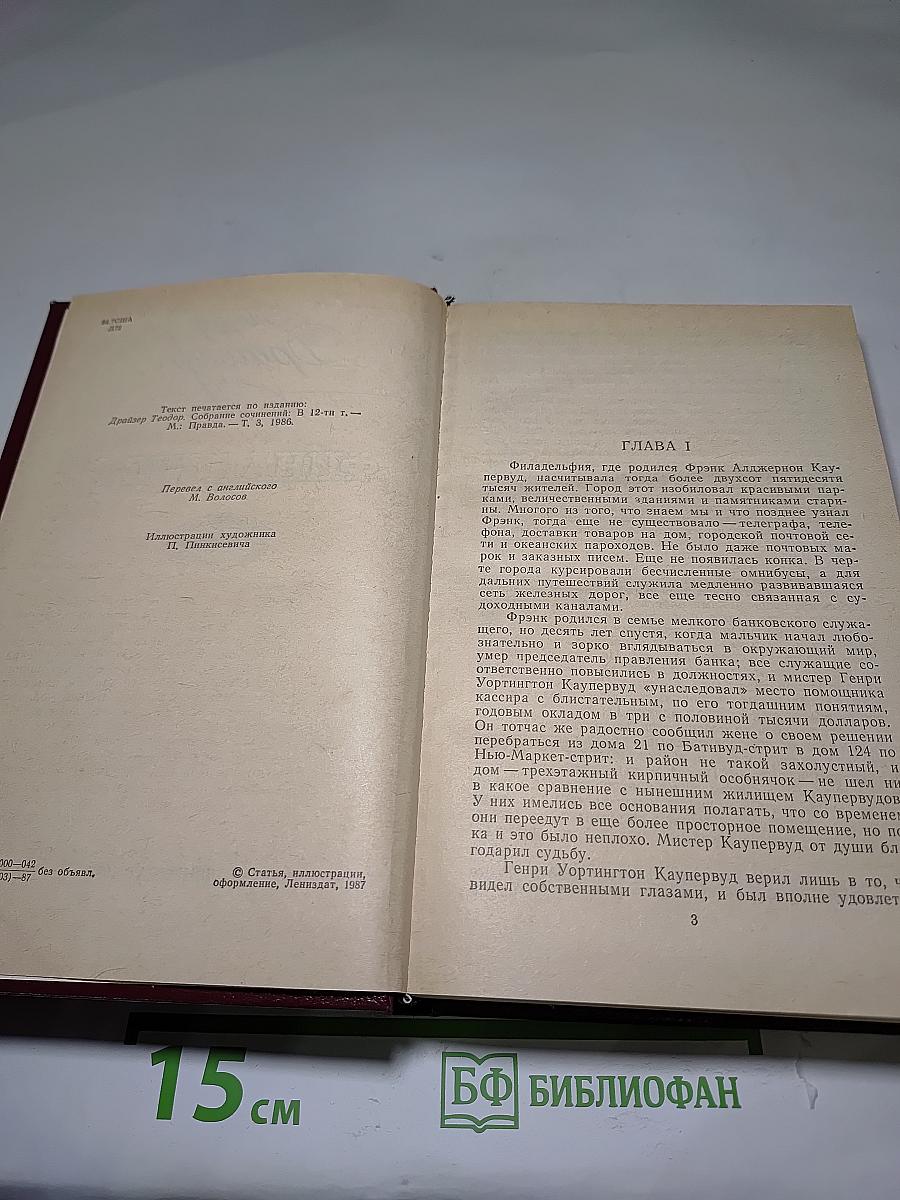 84.7США
Д72
Текст печатается по изданию:
Драйзер Теодор. Собрание сочинений: В 12-ти т.—
М.: Правда.— Т. 3, 1986.
Перевел с английского
М. Волосов
Иллюстрации художника
П. Пинкисевича
000—042
03)—87
без объявл.
© Статья, иллюстрации,
оформление, Лениздат, 1987
ГЛАВА I
Филадельфия, где родился Фрэнк Алджернон Кау-
первуд, насчитывала тогда более двухсот пятидесяти
тысяч жителей. Город этот изобиловал красивыми пар-
ками, величественными зданиями и памятниками стари-
ны. Многого из того, что знаем мы и что позднее узнал
Фрэнк, тогда еще не существовало — телеграфа, теле-
фона, доставки товаров на дом, городской почтовой се-
ти и океанских пароходов. Не было даже почтовых ма-
рок и заказных писем. Еще не появилась конка. В чер-
те города курсировали бесчисленные омнибусы, а для
дальних путешествий служила медленно развивавшаяся
сеть железных дорог, все еще тесно связанная с су-
доходными каналами.
Фрэнк родился в семье мелкого банковского служа-
щего, но десять лет спустя, когда мальчик начал любо-
знательно и зорко вглядываться в окружающий мир,
умер председатель правления банка; все служащие со-
ответственно повысились в должностях, и мистер Генри
Уортингтон Каупервуд «унаследовал» место помощника
кассира с блистательным, по его тогдашним понятиям,
годовым окладом в три с половиной тысячи долларов.
Он тотчас же радостно сообщил жене о своем решении
перебраться из дома 21 по Бативуд-стрит в дом 124 по
Нью-Маркет-стрит: и район не такой захолустный, и
дом — трехэтажный кирпичный особнячок — не шел ни
в какое сравнение с нынешним жилищем Каупервудов
У них имелись все основания полагать, что со временем
они переедут в еще более просторное помещение, но по
ка и это было неплохо. Мистер Каупервуд от души бл
годарил судьбу.
Генри Уортингтон Каупервуд верил лишь в то, ч
видел собственными глазами, и был вполне удовлет
3
15 см
БФ БИБЛИОФАН